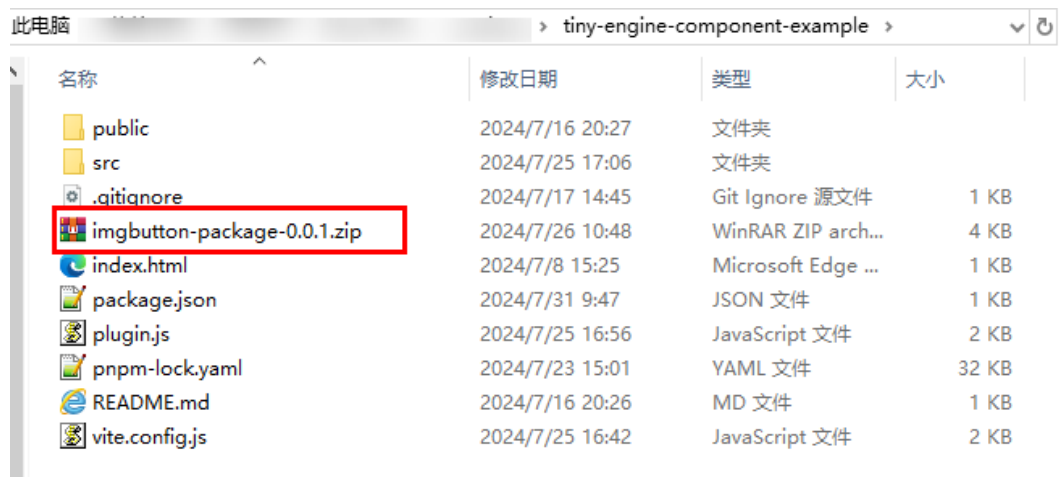 此电脑 › tiny-engine-component-example ›
名称 修改日期 类型 大小
public 2024/7/16 20:27 文件夹
src 2024/7/25 17:06 文件夹
.gitignore 2024/7/17 14:45 Git Ignore 源文件 1 KB
imgbutton-package-0.0.1.zip 2024/7/26 10:48 WinRAR ZIP arch... 4 KB
index.html 2024/7/8 15:25 Microsoft Edge ... 1 KB
package.json 2024/7/31 9:47 JSON 文件 1 KB
plugin.js 2024/7/25 16:56 JavaScript 文件 2 KB
pnpm-lock.yaml 2024/7/23 15:01 YAML 文件 32 KB
README.md 2024/7/16 20:26 MD 文件 1 KB
vite.config.js 2024/7/25 16:42 JavaScript 文件 2 KB